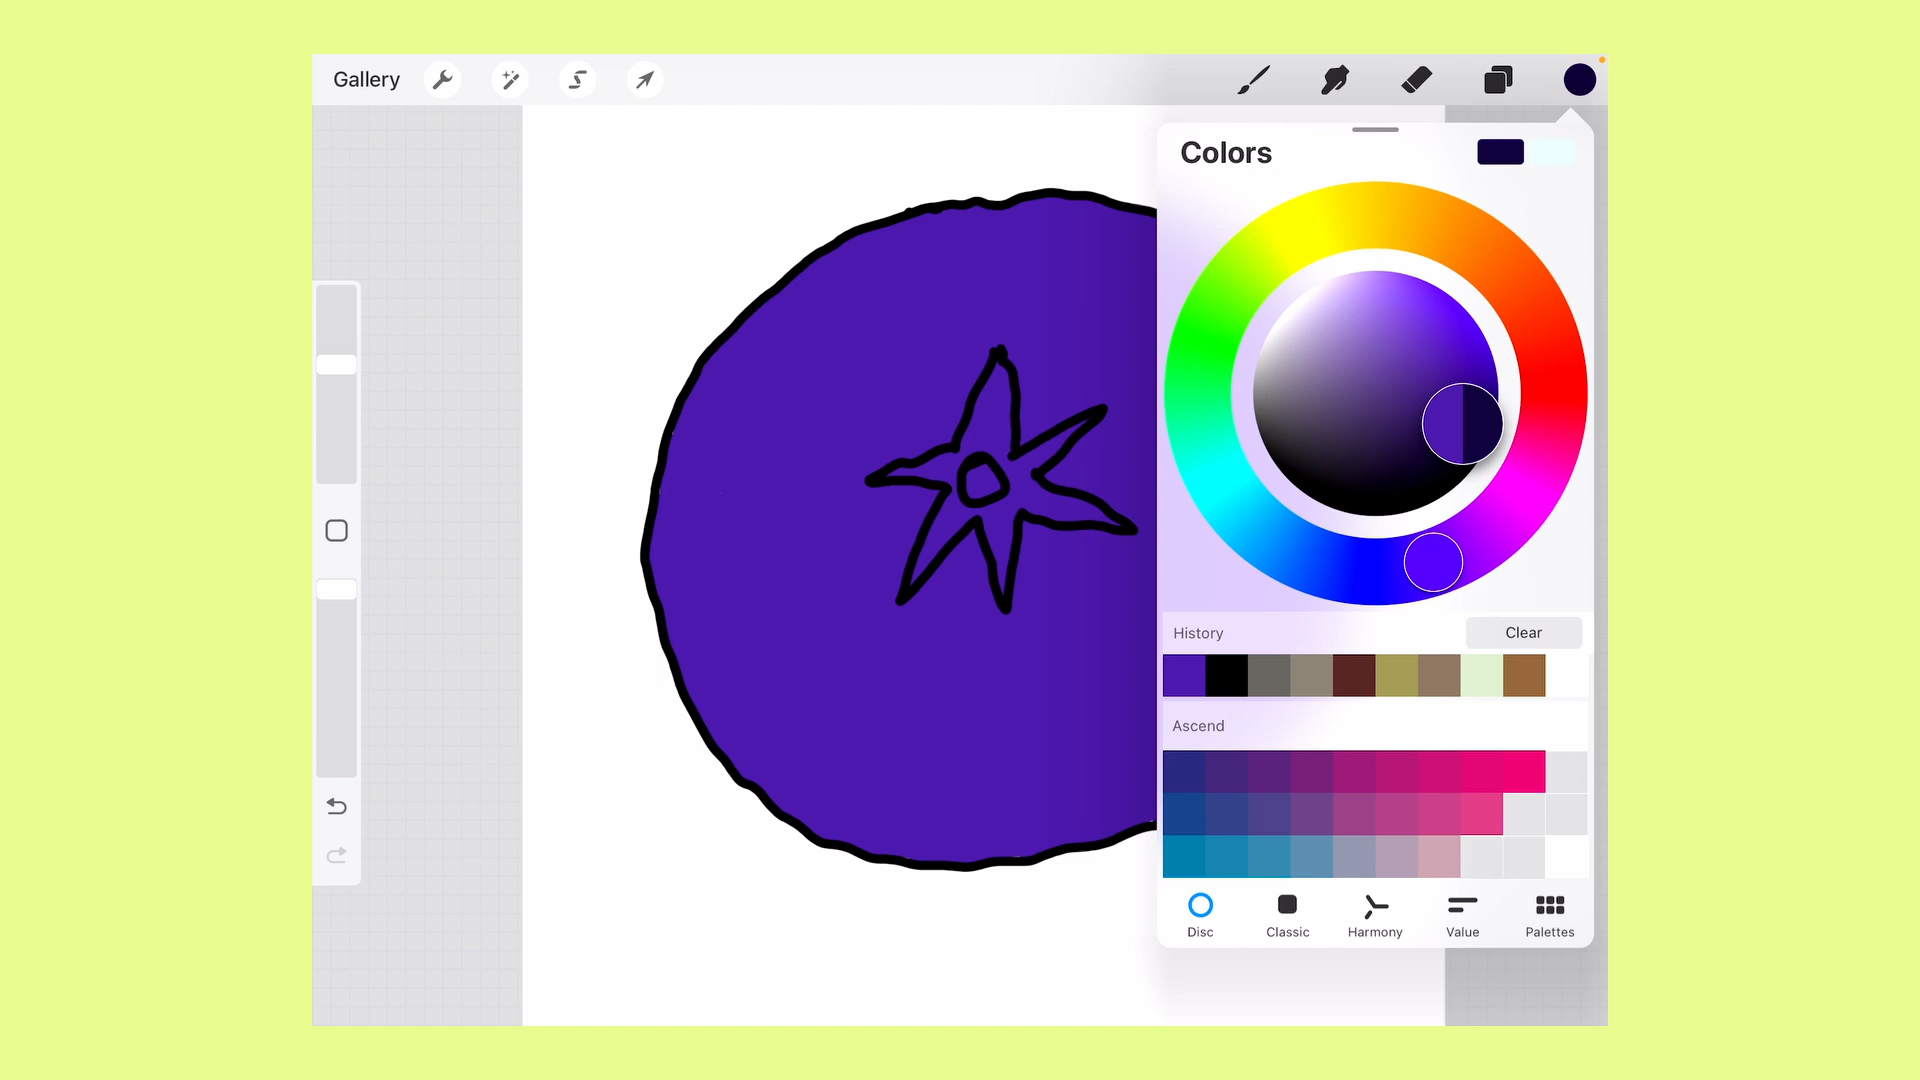 Gallery
Colors
History
Clear
Ascend
Disc
Classic
Harmony
Value
Palettes